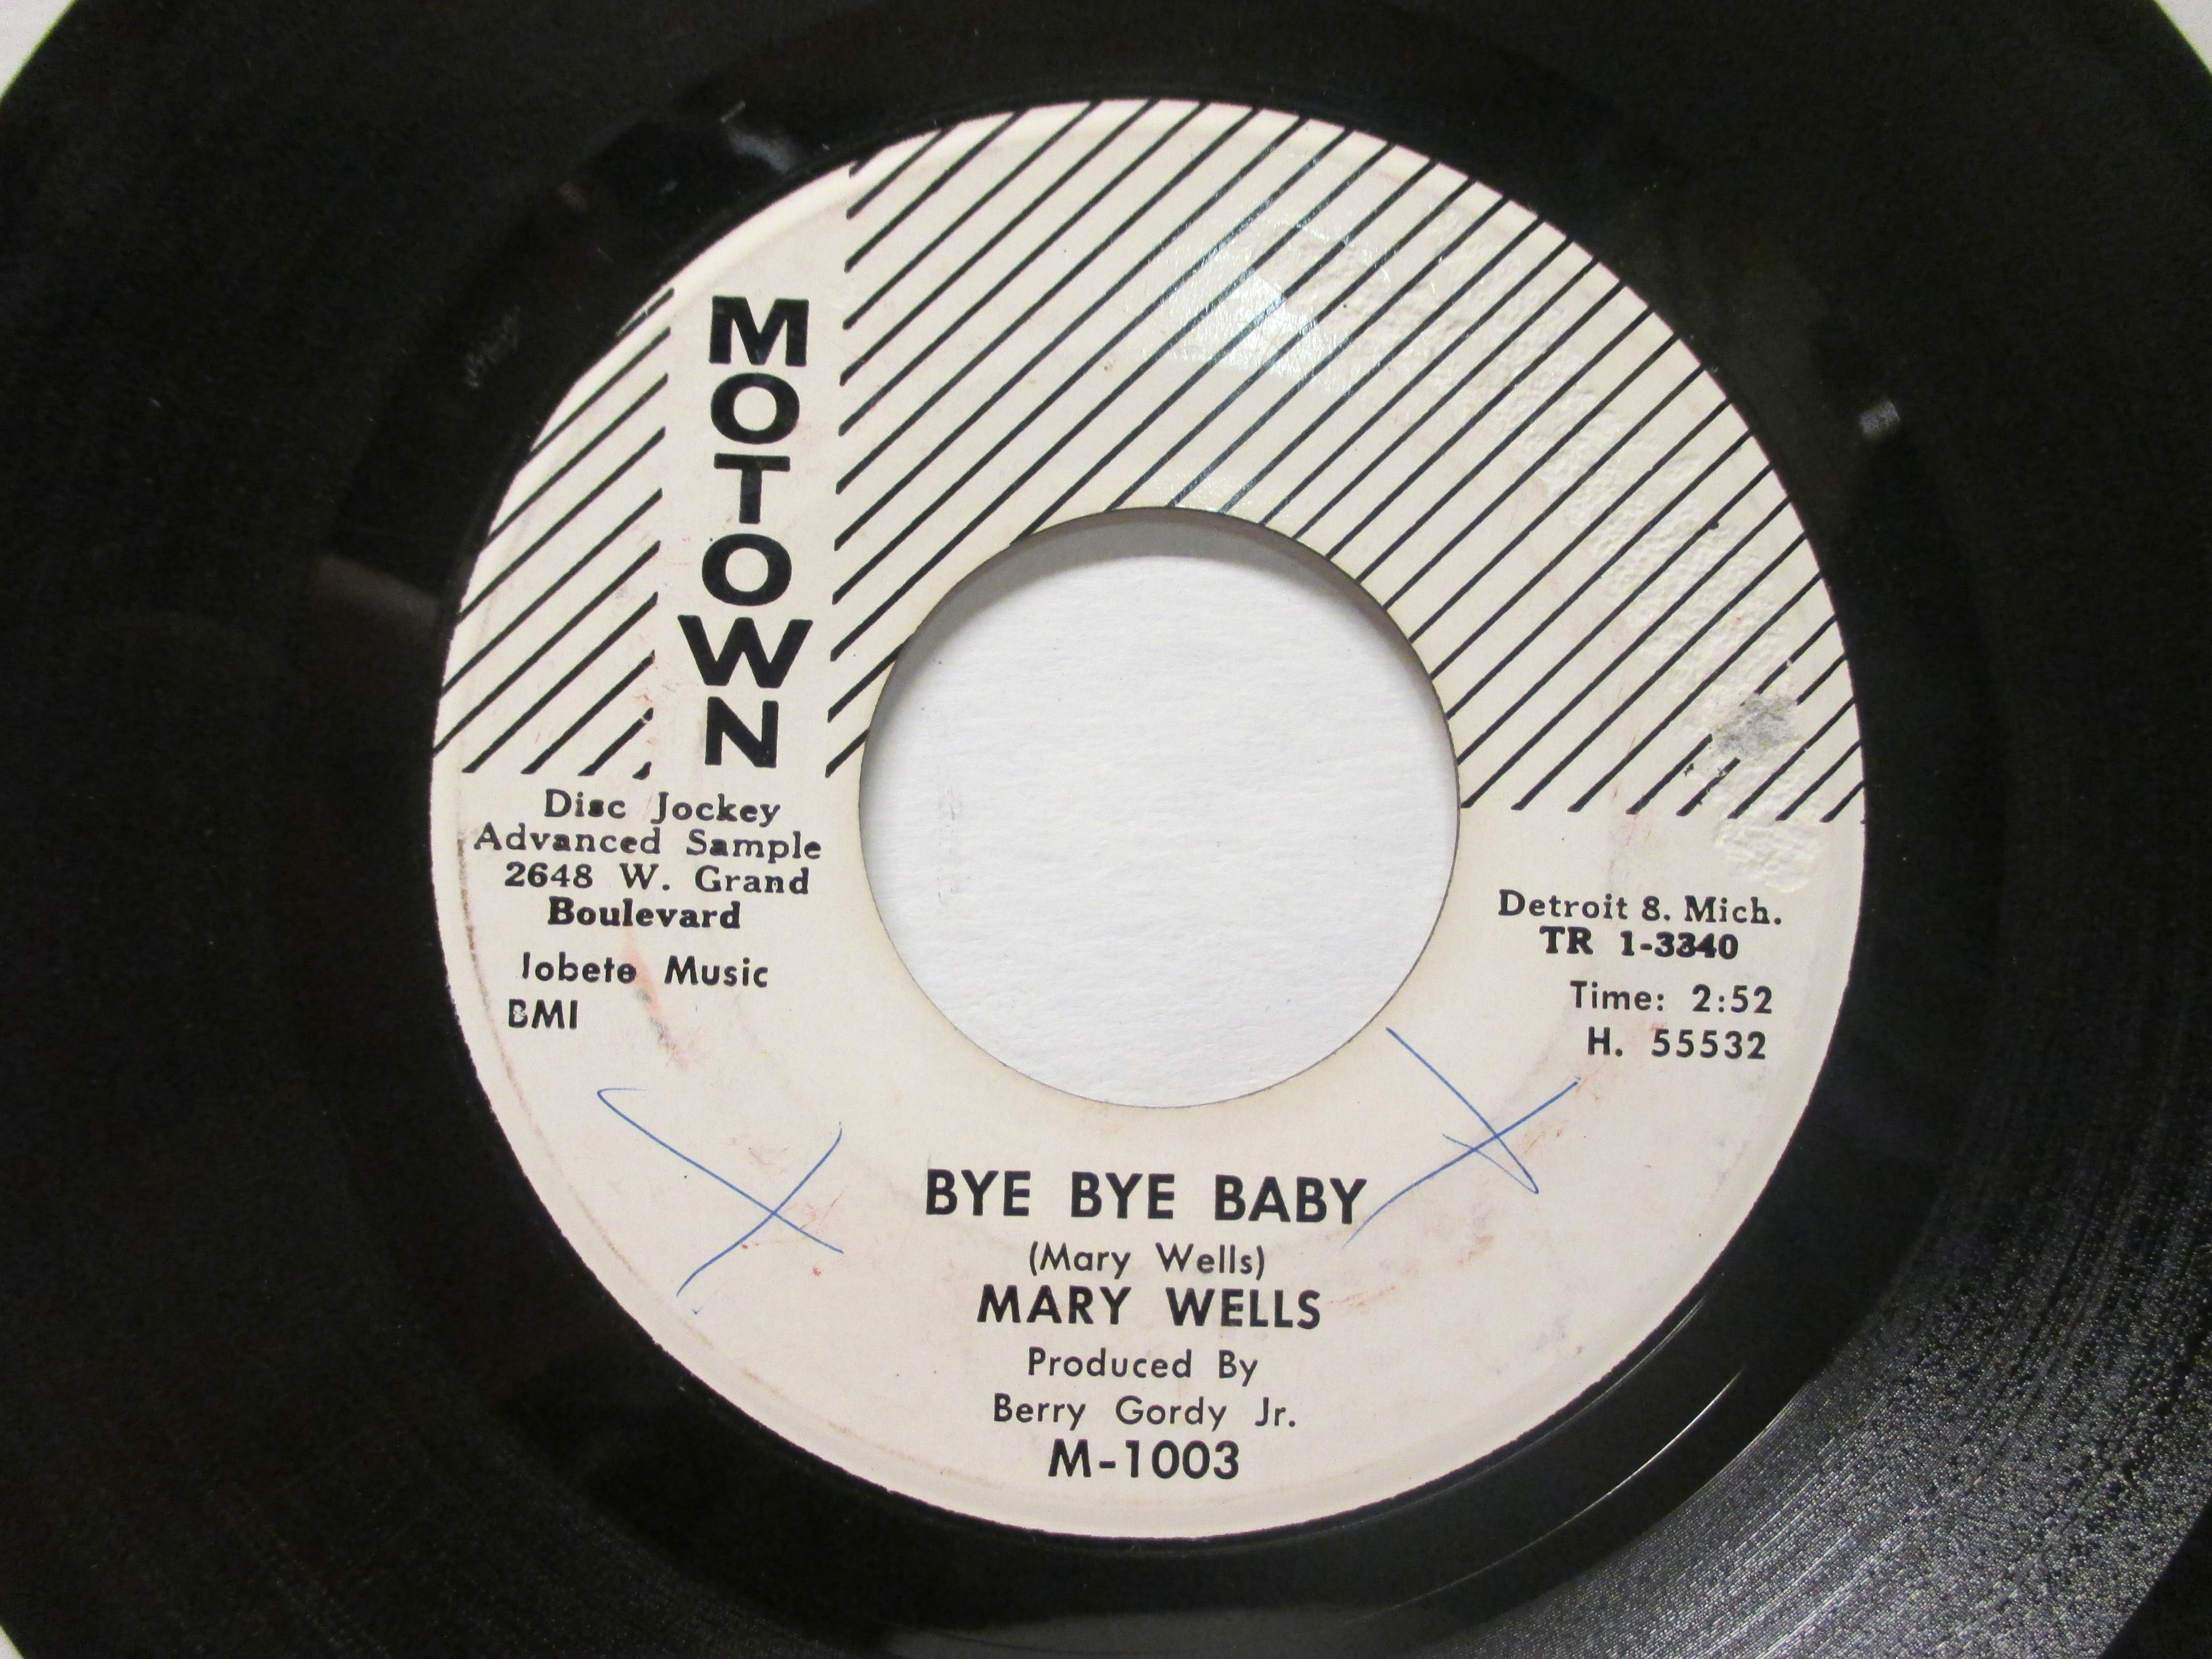 MOTOWN
Disc Jockey
Advanced Sample
2648 W. Grand
Boulevard
Jobete Music
BMI
Detroit 8. Mich.
TR 1-3340
Time: 2:52
H. 55532
BYE BYE BABY
(Mary Wells)
MARY WELLS
Produced By
Berry Gordy Jr.
M-1003